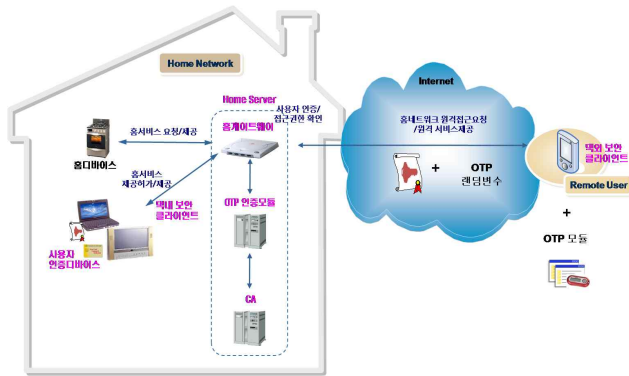 Home Network
Internet
Home Server
사용자 인증/
접근권한 확인
홈게이트웨이
홈네트워크 원격접근요청
/원격 서비스제공
홈서비스 요청/제공
홈디바이스
홈서비스
제공허가/제공
택내 보안
클라이언트
OTP 인증모듈
사용자
인증디바이스
CA
+
OTP
랜덤변수
택외 보안
클라이언트
Remote User
+
OTP 모듈